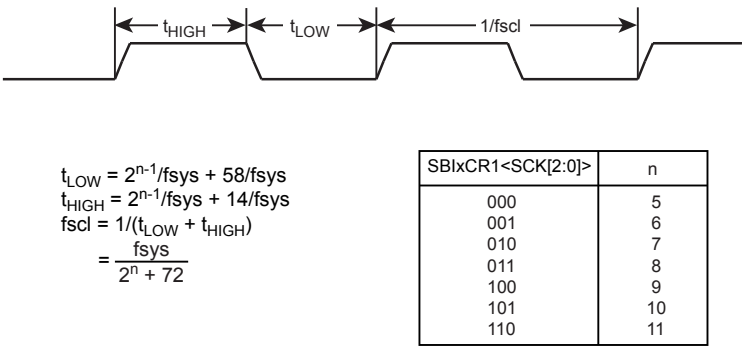 tHIGH tLOW 1/fscl
tLOW = 2n-1/fsys + 58/fsys
tHIGH = 2n-1/fsys + 14/fsys
fscl = 1/(tLOW + tHIGH)
= fsys
2n + 72
SBIxCR1<SCK[2:0]> n
000 5
001 6
010 7
011 8
100 9
101 10
110 11